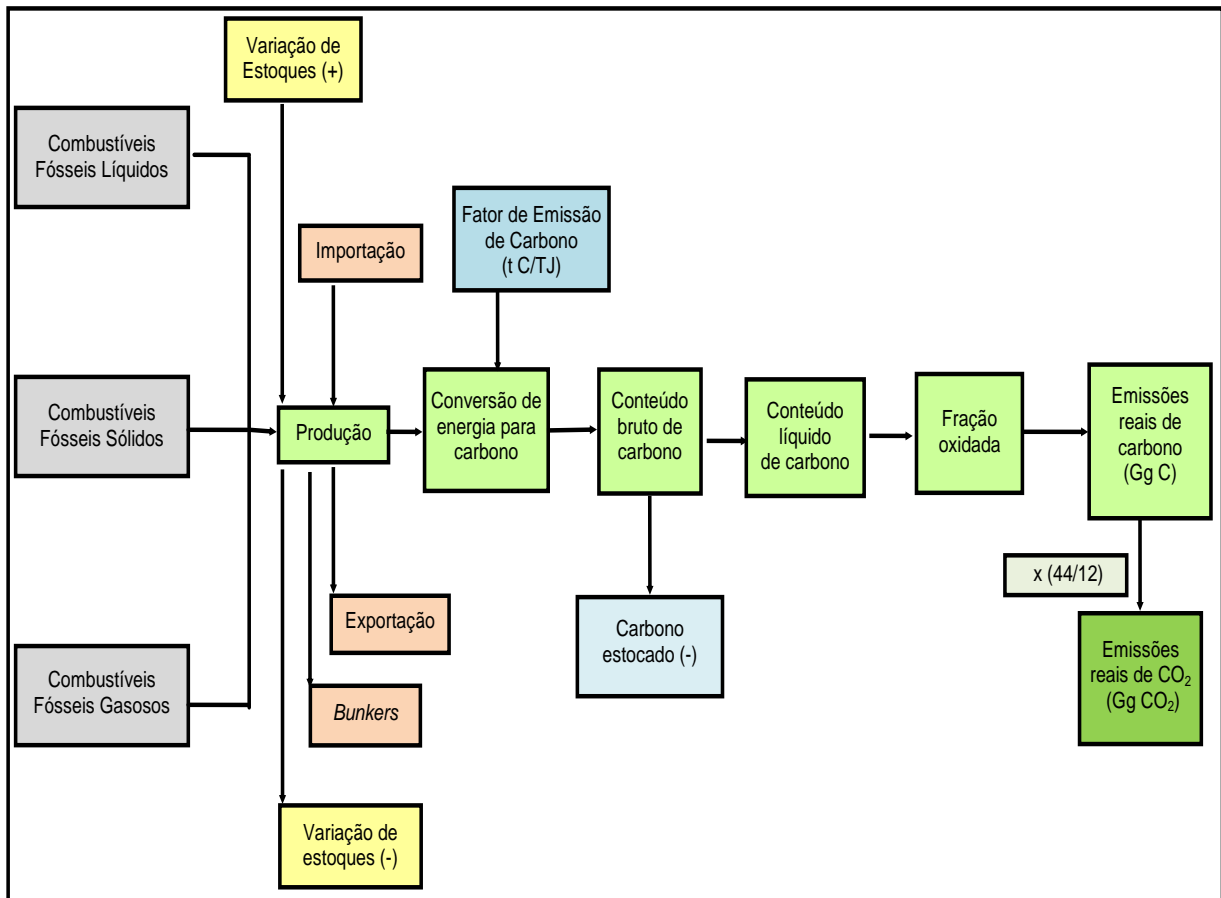 Variação de
Estoques (+)
Combustíveis
Fósseis Líquidos
Importação
Fator de Emissão
de Carbono
(t C/TJ)
Combustíveis
Fósseis Sólidos
Produção
Conversão de
energia para
carbono
Conteúdo
bruto de
carbono
Conteúdo
líquido
de carbono
Fração
oxidada
Emissões
reais de
carbono
(Gg C)
x (44/12)
Exportação
Carbono
estocado (-)
Emissões
reais de CO₂
(Gg CO₂)
Combustíveis
Fósseis Gasosos
Bunkers
Variação de
estoques (-)